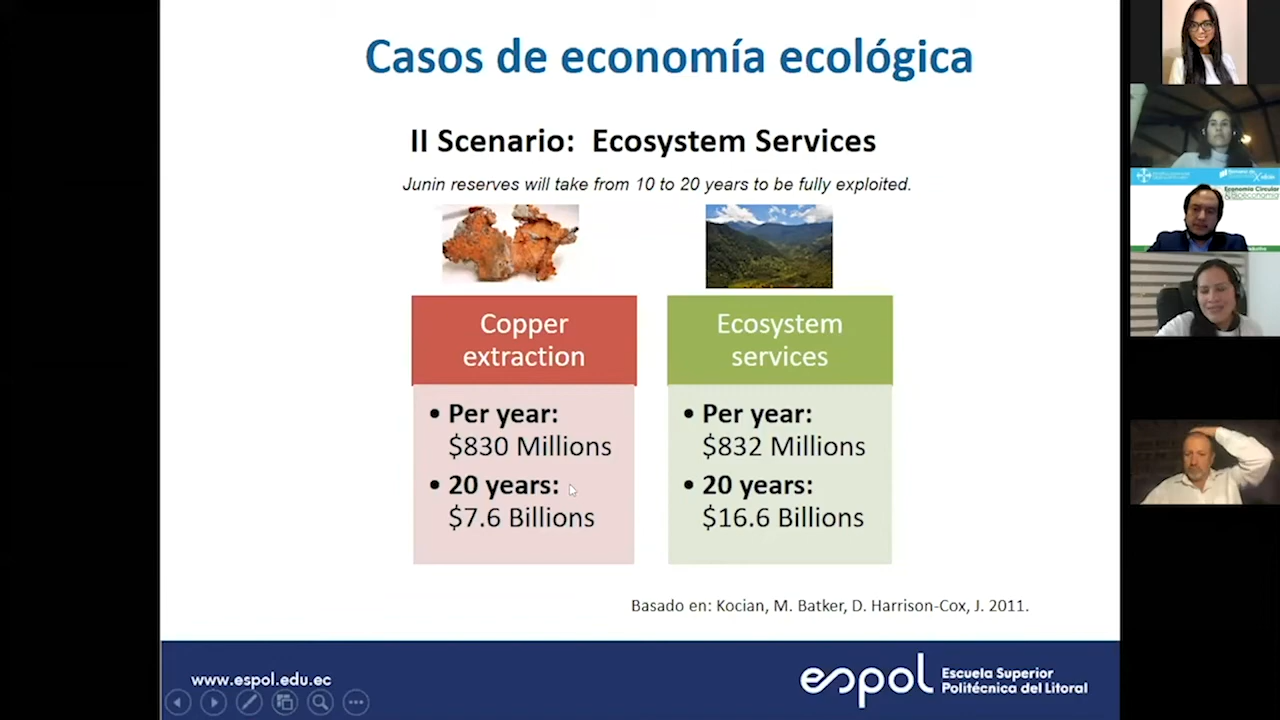 Casos de economía ecológica
II Scenario: Ecosystem Services
Junin reserves will take from 10 to 20 years to be fully exploited.
Copper
extraction
• Per year:
$830 Millions
• 20 years:
$7.6 Billions
Ecosystem
services
• Per year:
$832 Millions
• 20 years:
$16.6 Billions
Basado en: Kocian, M. Batker, D. Harrison-Cox, J. 2011.
www.espol.edu.ec
espol
Escuela Superior
Politécnica del Litoral
Economía Circular
&Bioeconomía